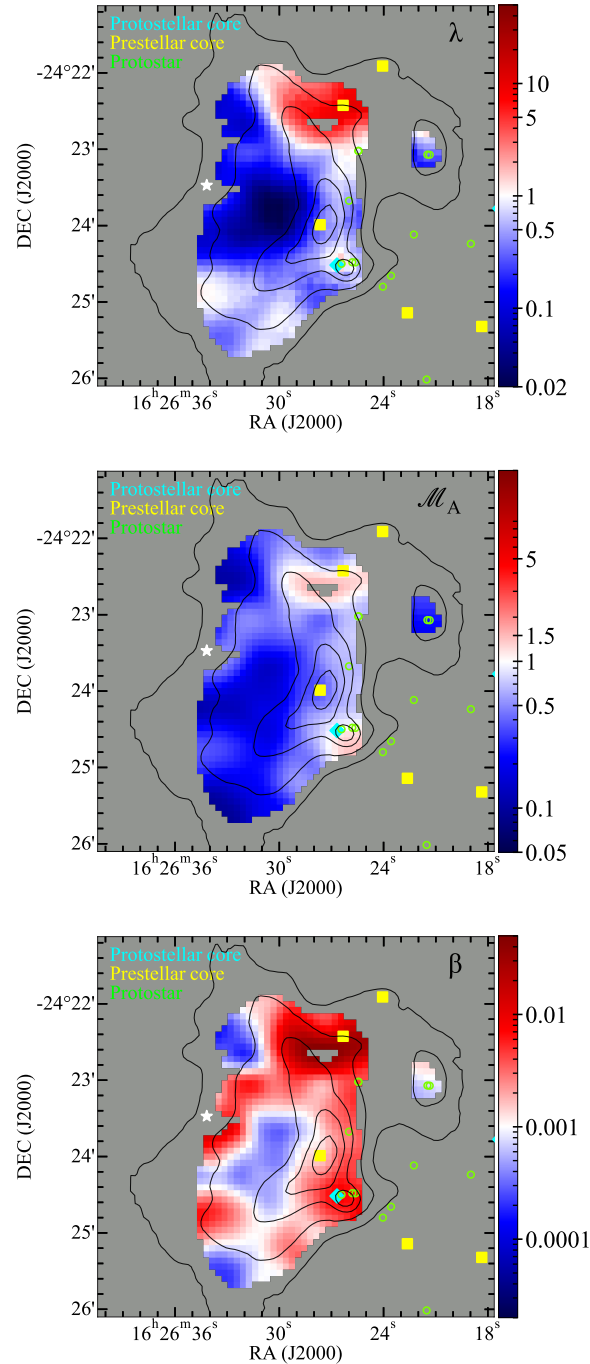 Protostellar core
Prestellar core
Protostar
λ
-24°22'
23'
24'
25'
26'
DEC (J2000)
16h26m36s 30s 24s 18s
RA (J2000)
10
5
1
0.5
0.1
0.02
Protostellar core
Prestellar core
Protostar
ℳA
-24°22'
23'
24'
25'
26'
DEC (J2000)
16h26m36s 30s 24s 18s
RA (J2000)
5
1.5
1
0.5
0.1
0.05
Protostellar core
Prestellar core
Protostar
β
-24°22'
23'
24'
25'
26'
DEC (J2000)
16h26m36s 30s 24s 18s
RA (J2000)
0.01
0.001
0.0001